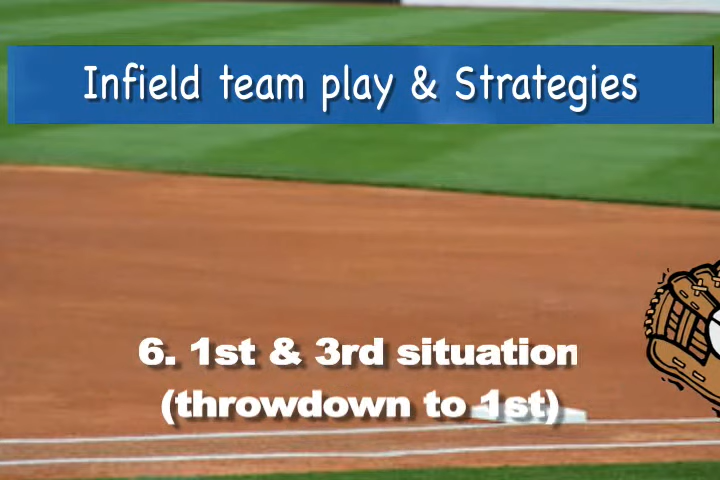 Infield team play & Strategies
6. 1st & 3rd situation
(throwdown to 1st)